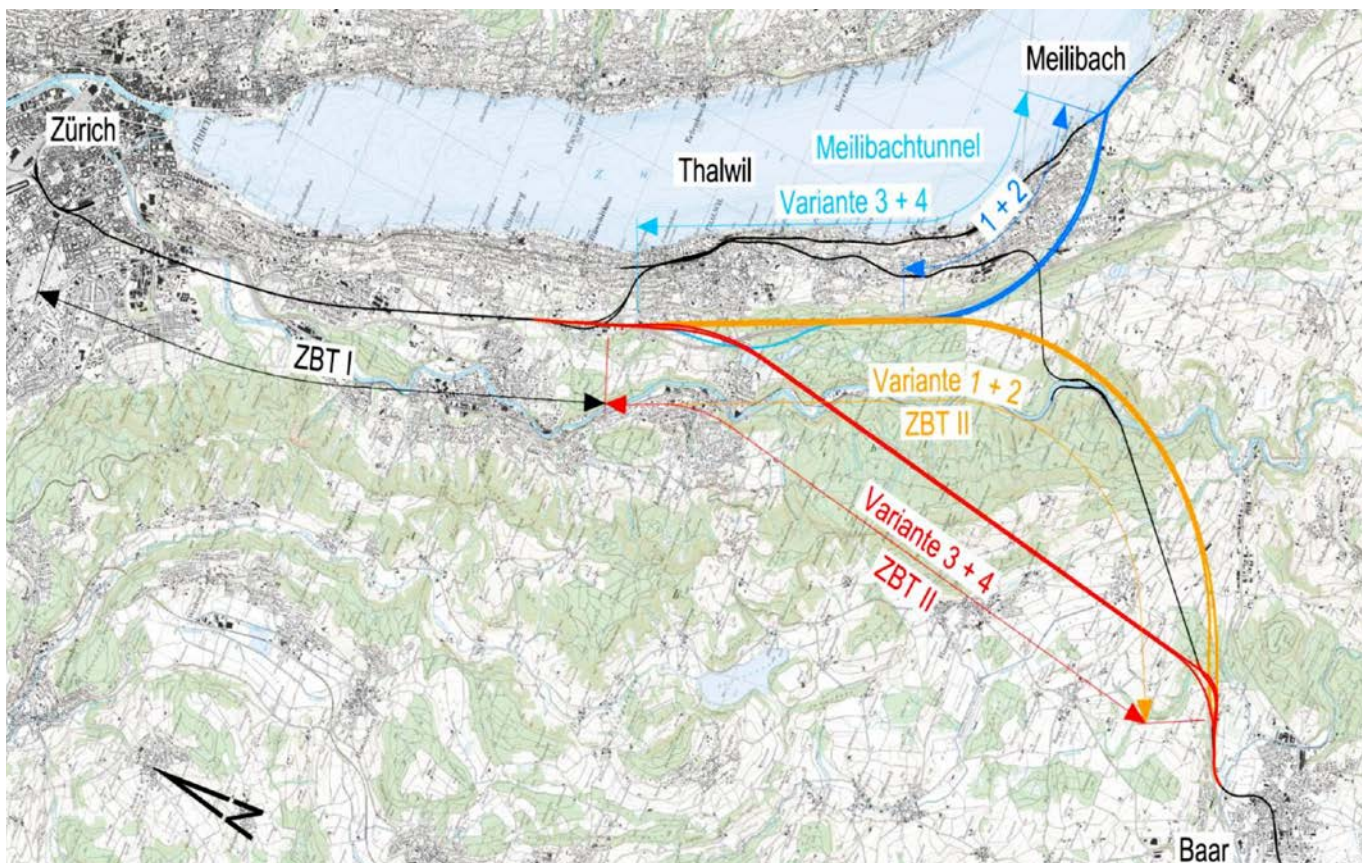 Meilibach
Zürich
Meilibachtunnel
Thalwil
Variante 3 + 4
1 + 2
ZBT I
Variante 1 + 2
ZBT II
Variante 3 + 4
ZBT II
N
Baar